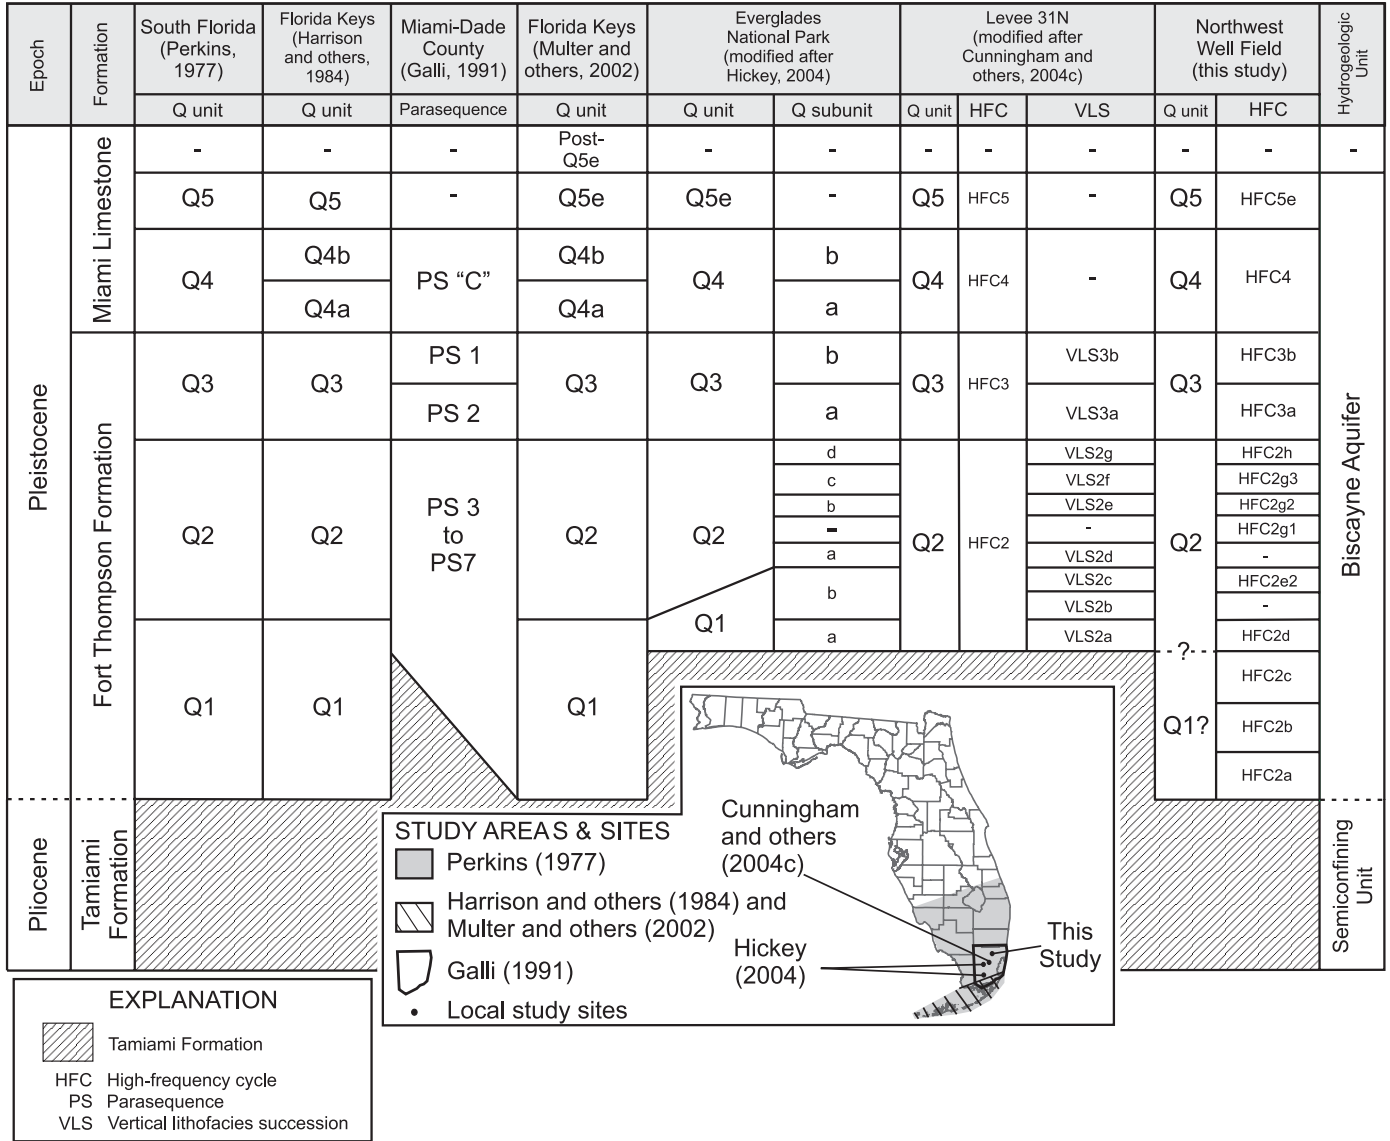 Epoch
Formation
South Florida
(Perkins,
1977)
Florida Keys
(Harrison
and others,
1984)
Miami-Dade
County
(Galli, 1991)
Florida Keys
(Multer and
others, 2002)
Everglades
National Park
(modified after
Hickey, 2004)
Levee 31N
(modified after
Cunningham and
others, 2004c)
Northwest
Well Field
(this study)
Hydrogeologic
Unit
Q unit
Q unit
Parasequence
Q unit
Q unit
Q subunit
Q unit
HFC
VLS
Q unit
HFC
Pleistocene
Miami Limestone
-
-
-
Post-
Q5e
-
-
-
-
-
-
-
-
Q5
Q5
-
Q5e
Q5e
-
Q5
HFC5
-
Q5
HFC5e
Q4
Q4b
Q4a
PS “C”
Q4b
Q4a
Q4
b
a
Q4
HFC4
-
Q4
HFC4
Fort Thompson Formation
Q3
Q3
PS 1
PS 2
Q3
Q3
b
a
Q3
HFC3
VLS3b
VLS3a
Q3
HFC3b
HFC3a
Q2
Q2
PS 3
to
PS7
Q2
Q2
d
c
b
-
a
b
a
Q1
Q2
HFC2
VLS2g
VLS2f
VLS2e
-
VLS2d
VLS2c
VLS2b
VLS2a
Q2
HFC2h
HFC2g3
HFC2g2
HFC2g1
-
HFC2e2
-
HFC2d
?
Q1
Q1
Q1
Q1?
HFC2c
HFC2b
HFC2a
Biscayne Aquifer
Pliocene
Tamiami
Formation
Semiconfining
Unit
STUDY AREAS & SITES
Perkins (1977)
Harrison and others (1984) and
Multer and others (2002)
Galli (1991)
Local study sites
Cunningham
and others
(2004c)
Hickey
(2004)
This
Study
EXPLANATION
Tamiami Formation
HFC High-frequency cycle
PS Parasequence
VLS Vertical lithofacies succession